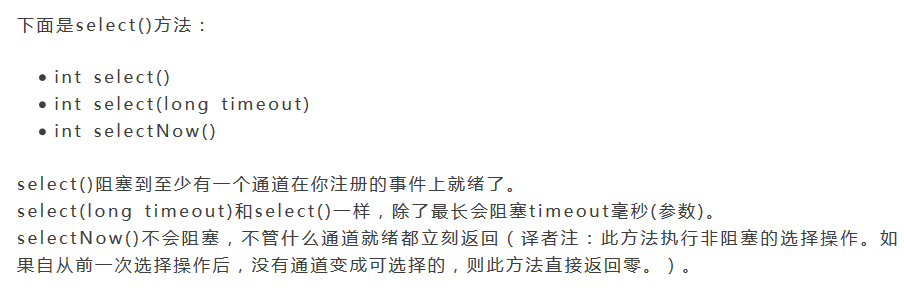 下面是select()方法：
• int select()
• int select(long timeout)
• int selectNow()
select()阻塞到至少有一个通道在你注册的事件上就绪了。
select(long timeout)和select()一样，除了最长会阻塞timeout毫秒(参数)。
selectNow()不会阻塞，不管什么通道就绪都立刻返回（译者注：此方法执行非阻塞的选择操作。如
果自从前一次选择操作后，没有通道变成可选择的，则此方法直接返回零。）。